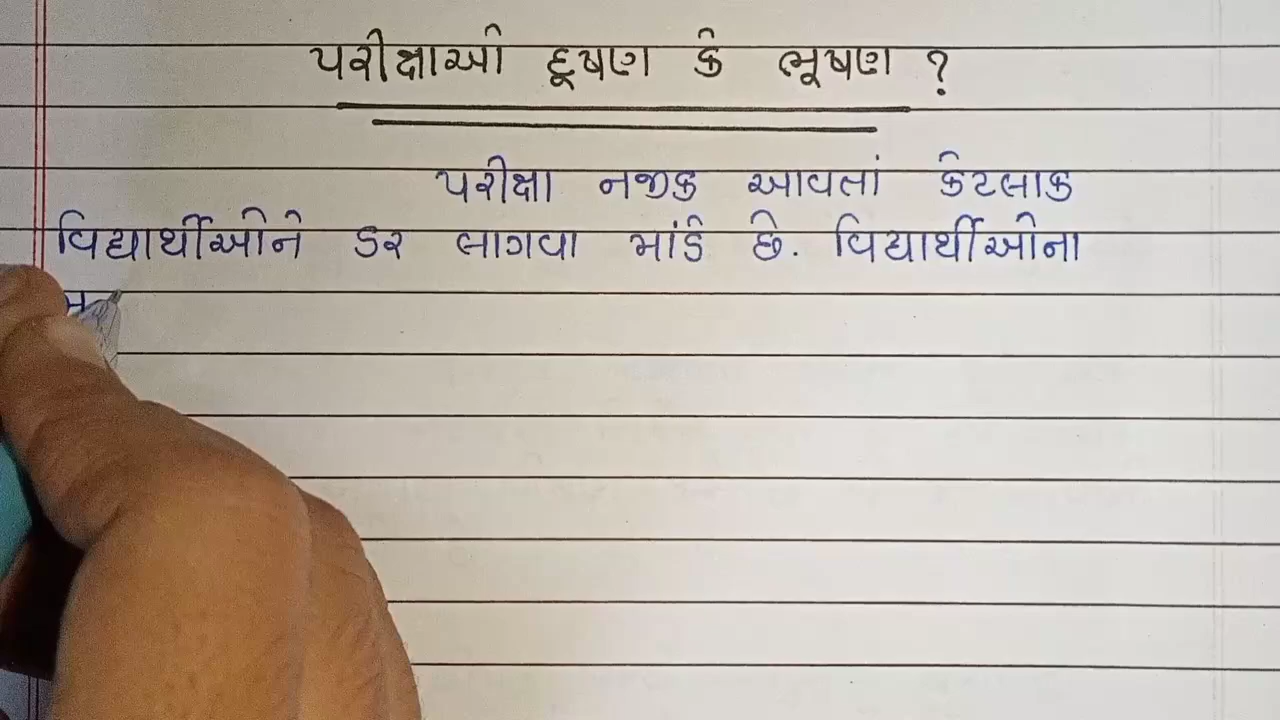 પરીક્ષાઓ દૂષણ કે ભૂષણ ?
પરીક્ષા નજીક આવતાં કેટલાક
વિદ્યાર્થીઓને ડર લાગવા માંડે છે. વિદ્યાર્થીઓના